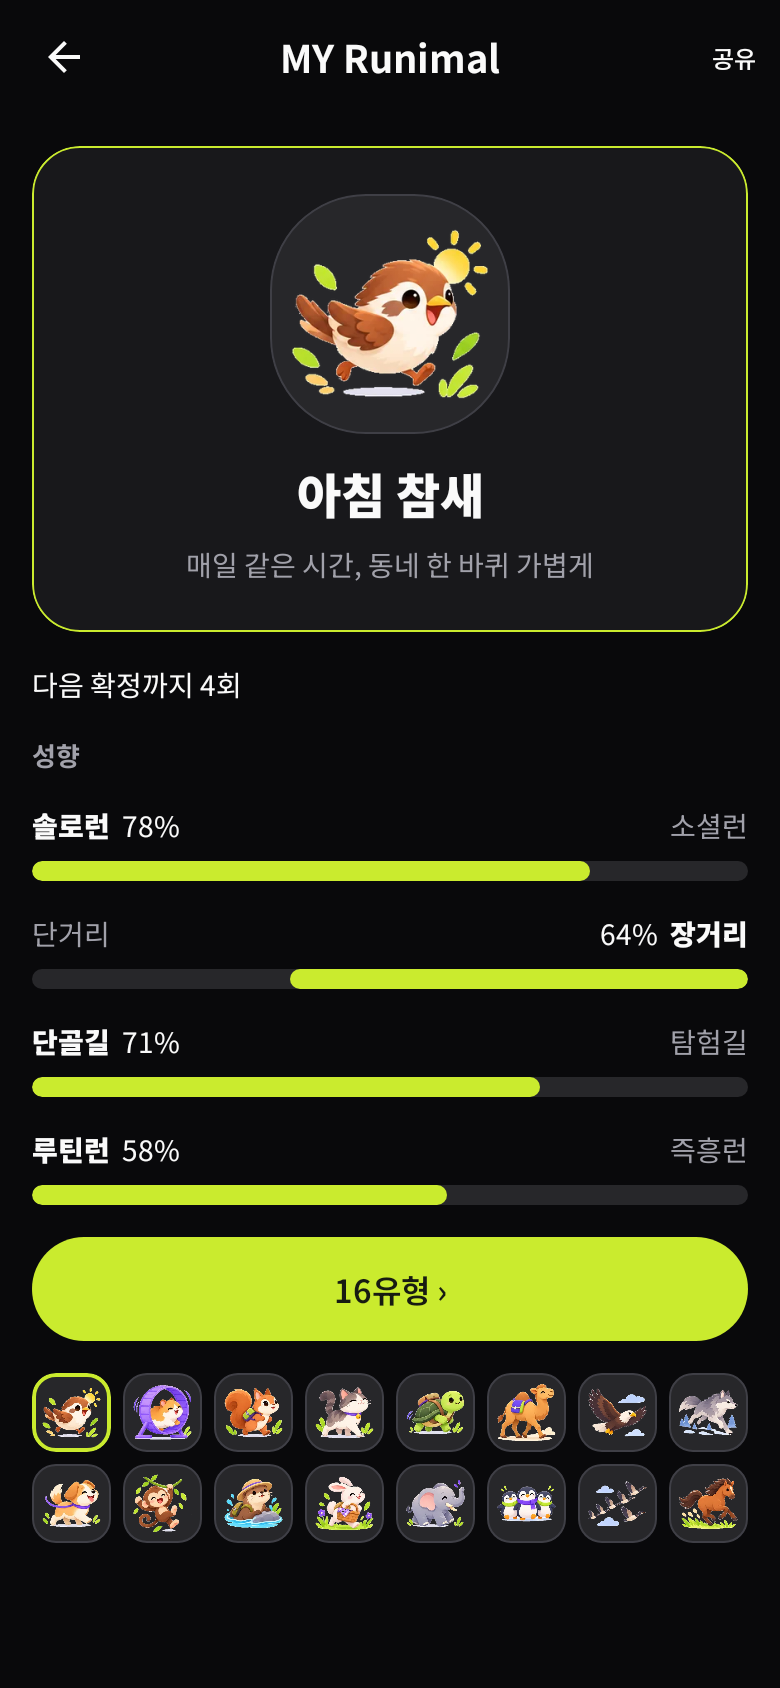 MY Runimal
공유
아침 참새
매일 같은 시간, 동네 한 바퀴 가볍게
다음 확정까지 4회
성향
솔로런 78% 소셜런
단거리 64% 장거리
단골길 71% 탐험길
루틴런 58% 즉흥런
16유형 ›